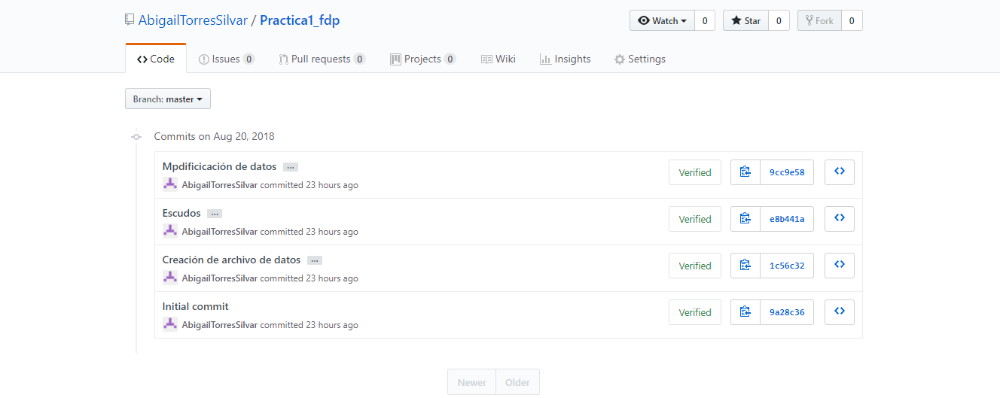 AbigailTorresSilvar / Practica1_fdp
Watch 0 Star 0 Fork 0
Code Issues 0 Pull requests 0 Projects 0 Wiki Insights Settings
Branch: master
Commits on Aug 20, 2018
Mpdificicación de datos …
AbigailTorresSilvar committed 23 hours ago
Verified 9cc9e58
Escudos …
AbigailTorresSilvar committed 23 hours ago
Verified e8b441a
Creación de archivo de datos …
AbigailTorresSilvar committed 23 hours ago
Verified 1c56c32
Initial commit
AbigailTorresSilvar committed 23 hours ago
Verified 9a28c36
Newer Older